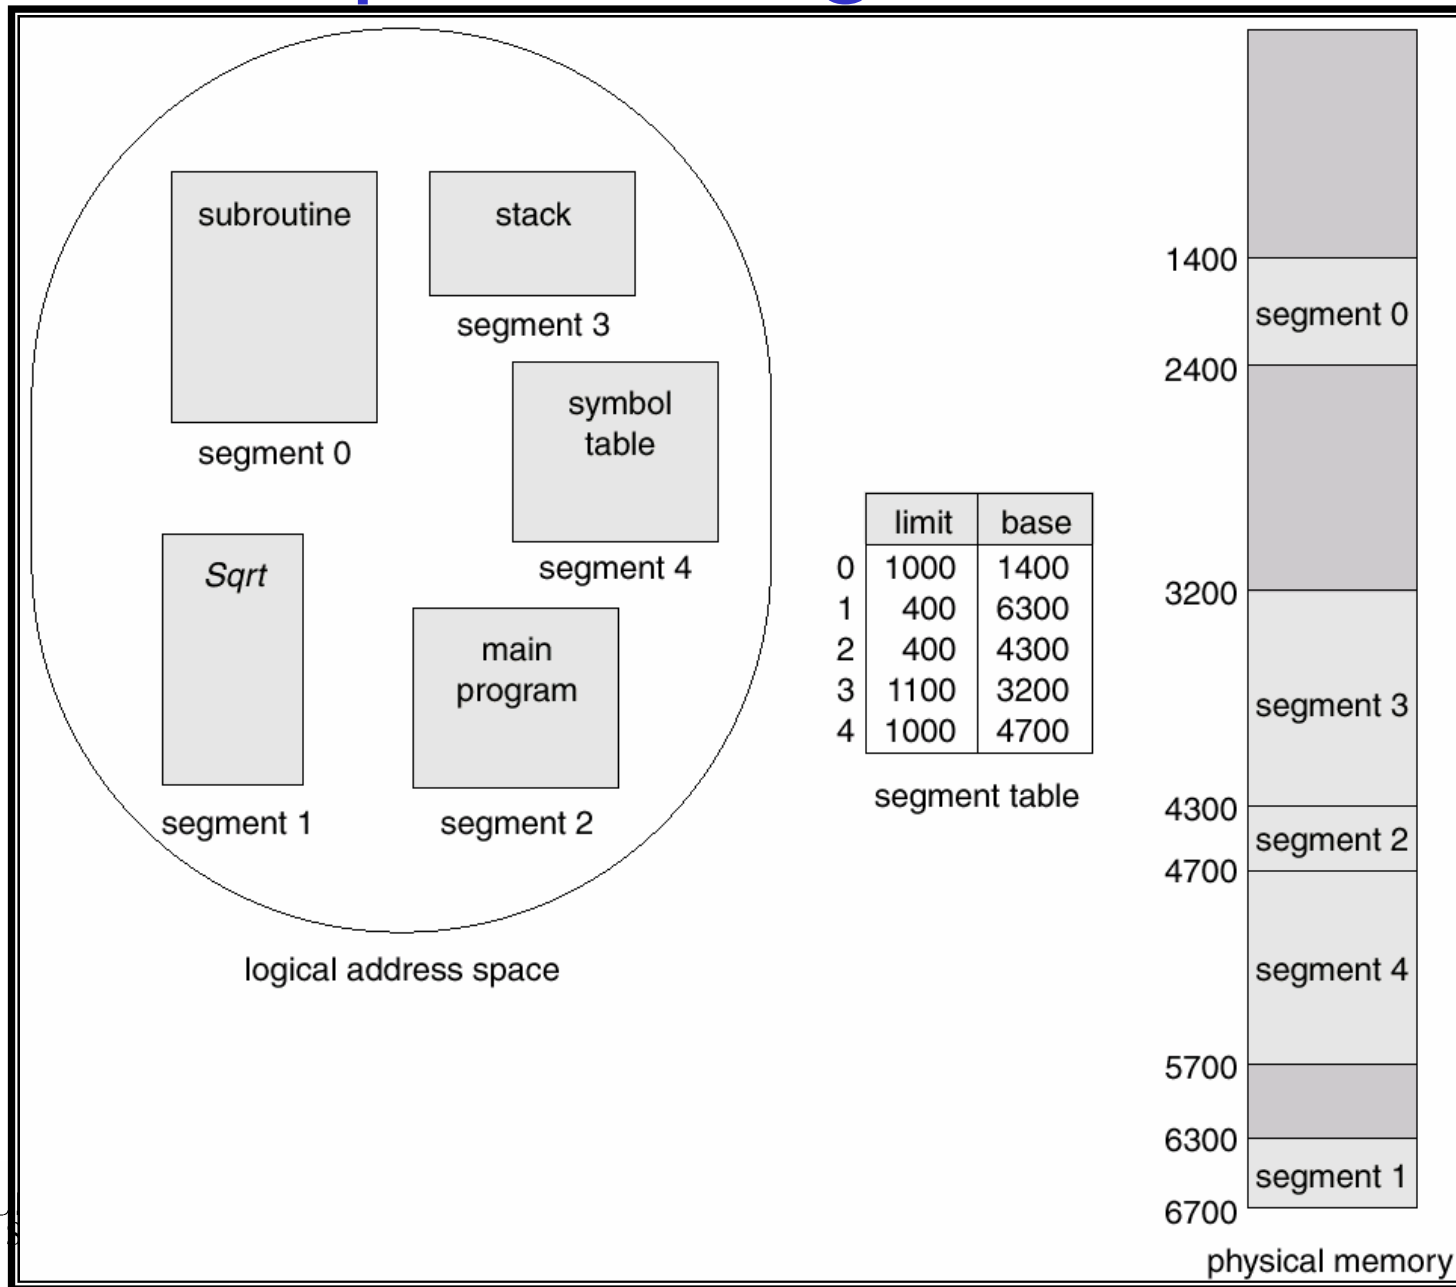 subroutine
segment 0
stack
segment 3
symbol
table
segment 4
Sqrt
segment 1
main
program
segment 2
logical address space
limit base
0 1000 1400
1 400 6300
2 400 4300
3 1100 3200
4 1000 4700
segment table
1400
segment 0
2400
3200
segment 3
4300
segment 2
4700
segment 4
5700
6300
segment 1
6700
physical memory